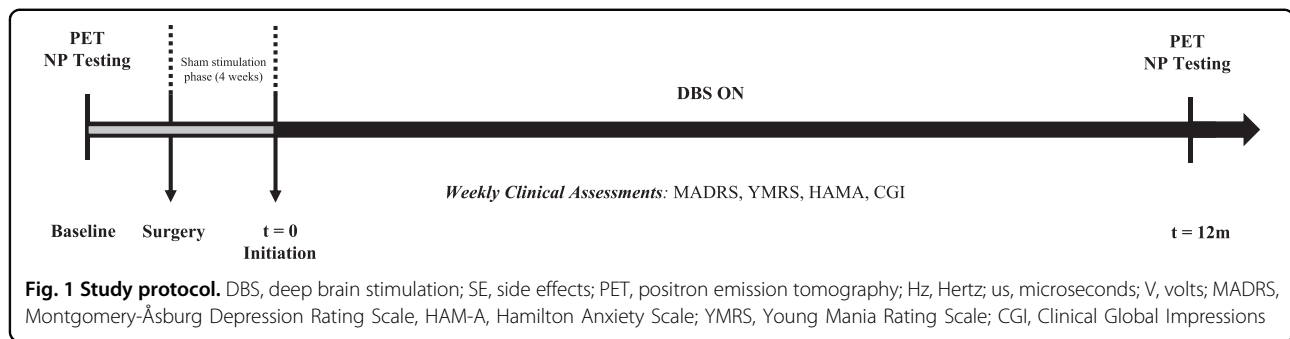 PET
NP Testing
Sham stimulation
phase (4 weeks)
PET
NP Testing
DBS ON
Weekly Clinical Assessments: MADRS, YMRS, HAMA, CGI
Baseline
Surgery
t = 0
Initiation
t = 12m
Fig. 1 Study protocol. DBS, deep brain stimulation; SE, side effects; PET, positron emission tomography; Hz, Hertz; us, microseconds; V, volts; MADRS,
Montgomery-Åsburg Depression Rating Scale, HAM-A, Hamilton Anxiety Scale; YMRS, Young Mania Rating Scale; CGI, Clinical Global Impressions